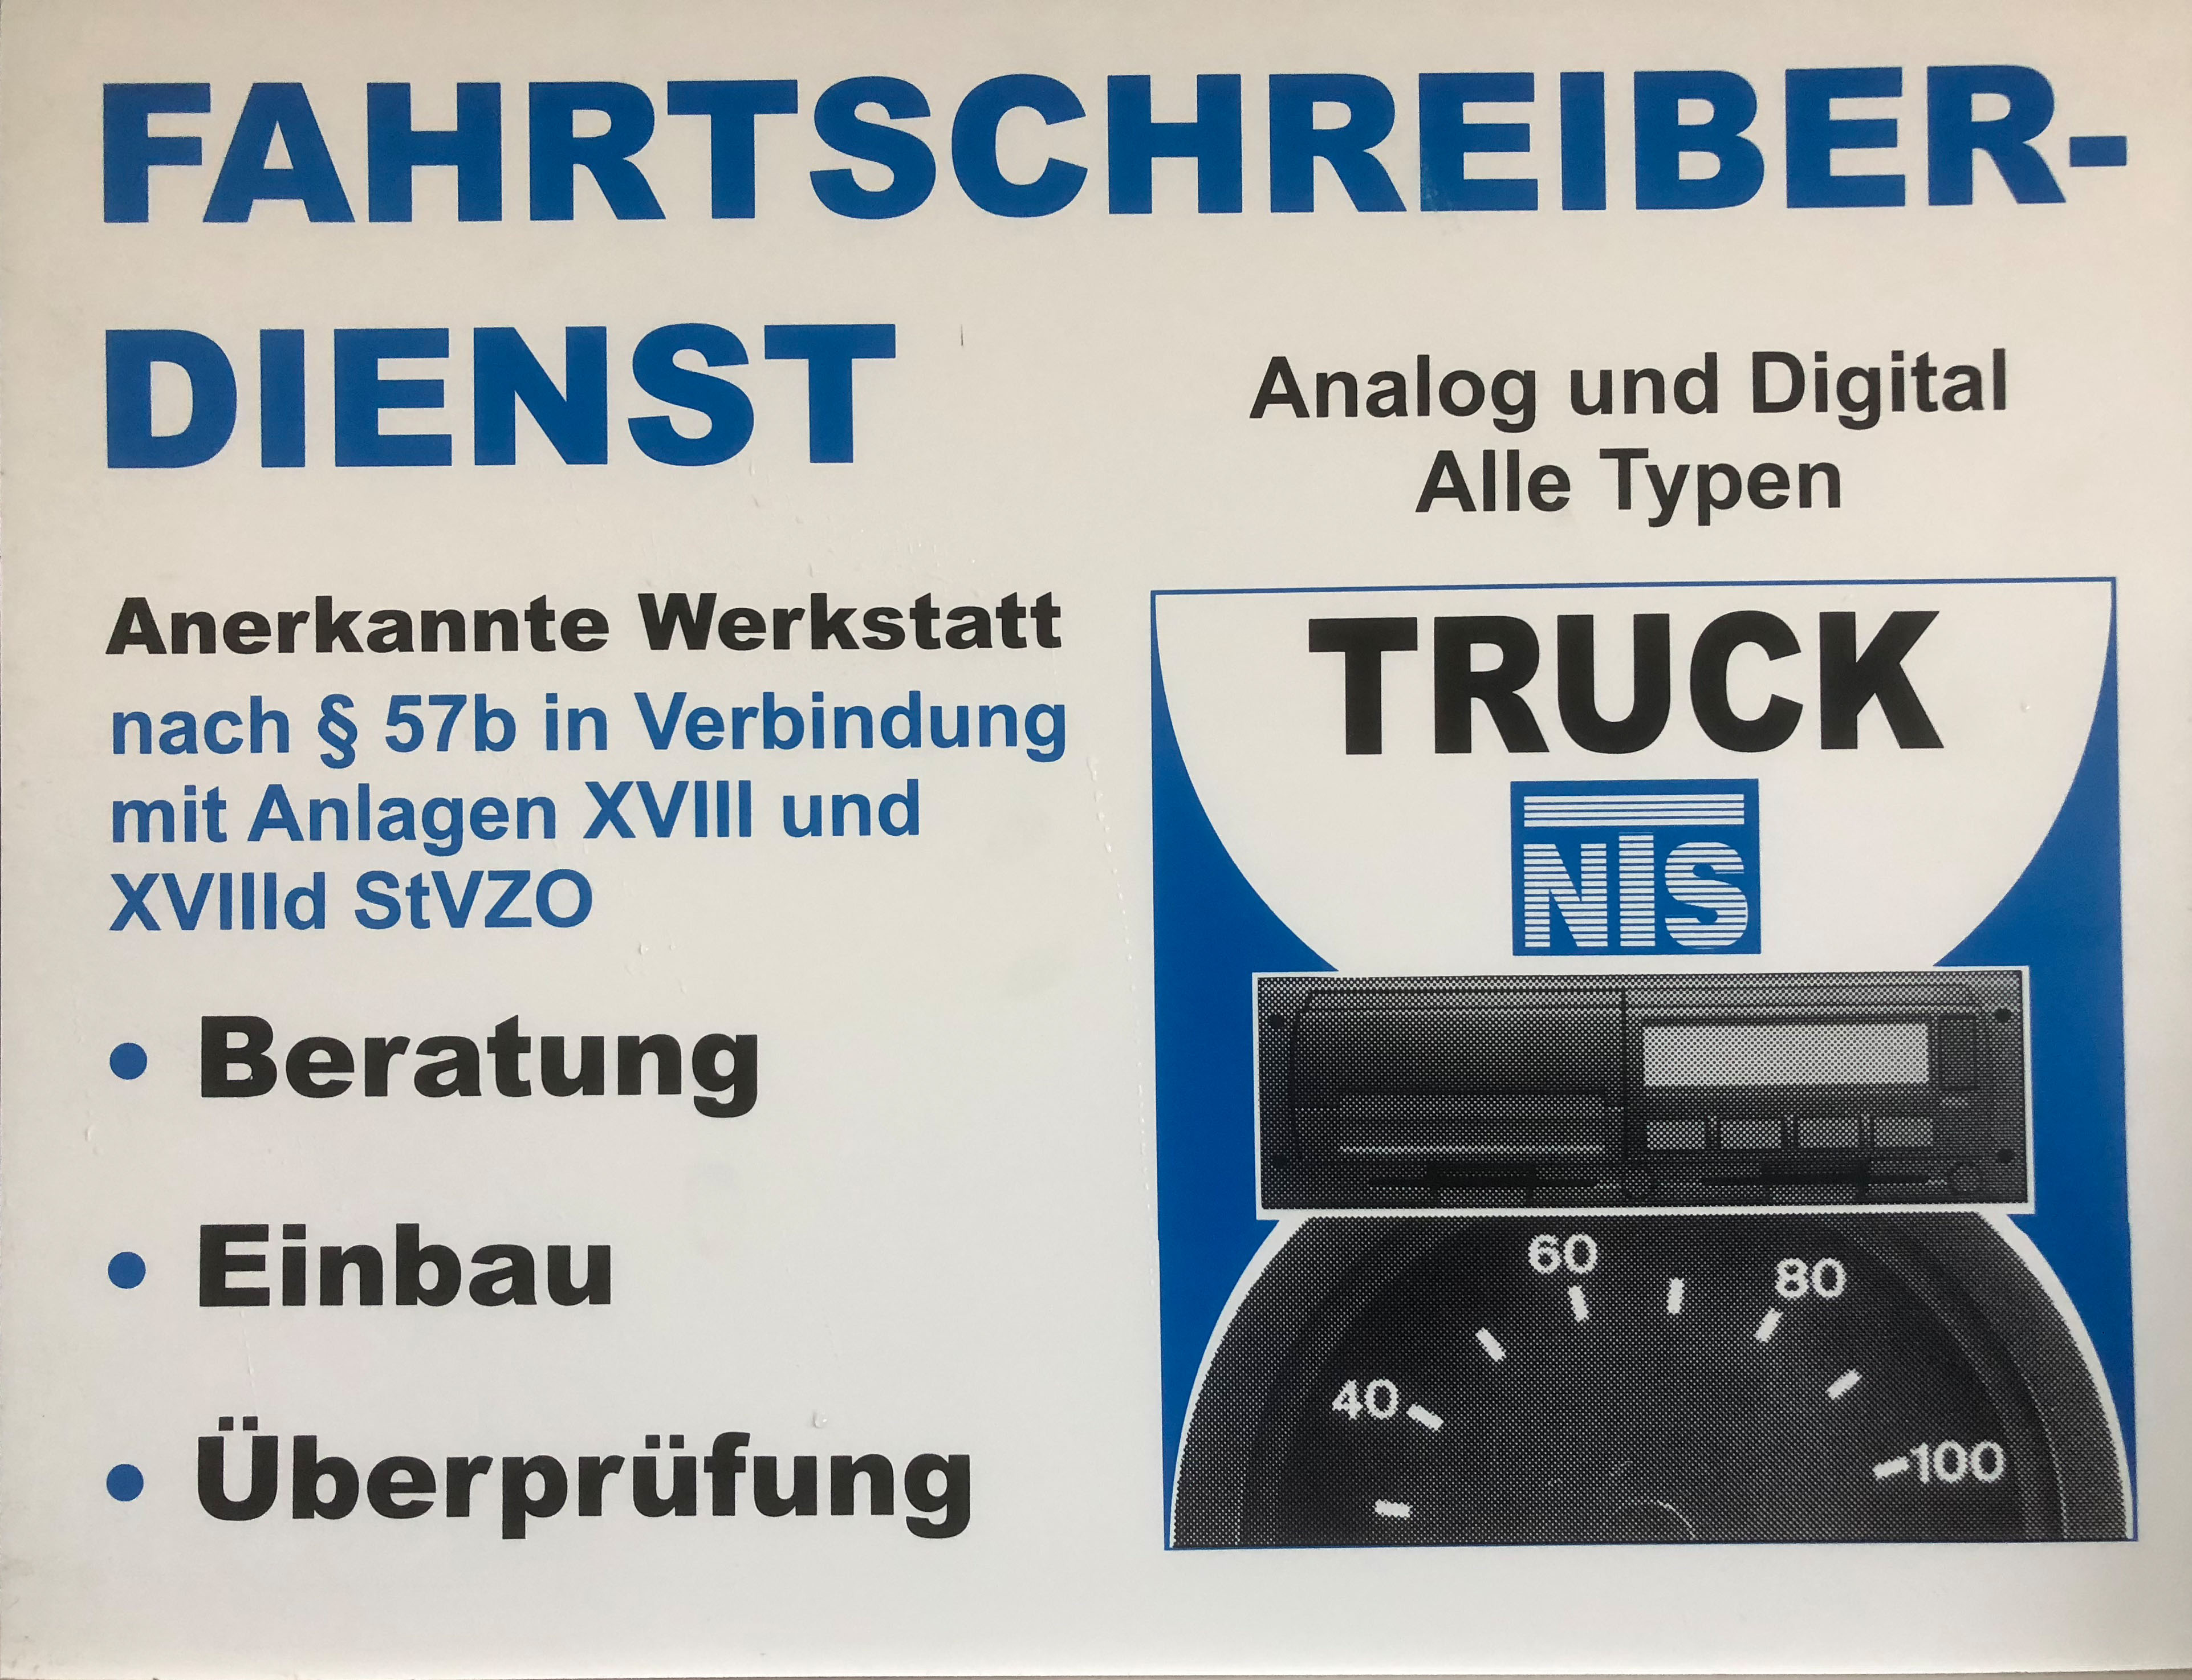 FAHRTSCHREIBER-
DIENST
Analog und Digital
Alle Typen
Anerkannte Werkstatt
nach § 57b in Verbindung
mit Anlagen XVIII und
XVIIId StVZO
• Beratung
• Einbau
• Überprüfung
TRUCK
NIS
40
60
80
100